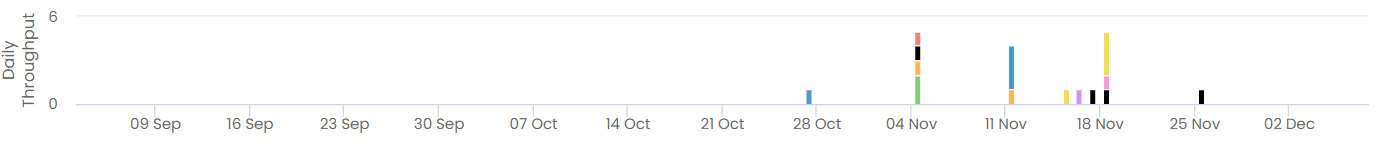 Daily
Throughput
6
0
09 Sep 16 Sep 23 Sep 30 Sep 07 Oct 14 Oct 21 Oct 28 Oct 04 Nov 11 Nov 18 Nov 25 Nov 02 Dec